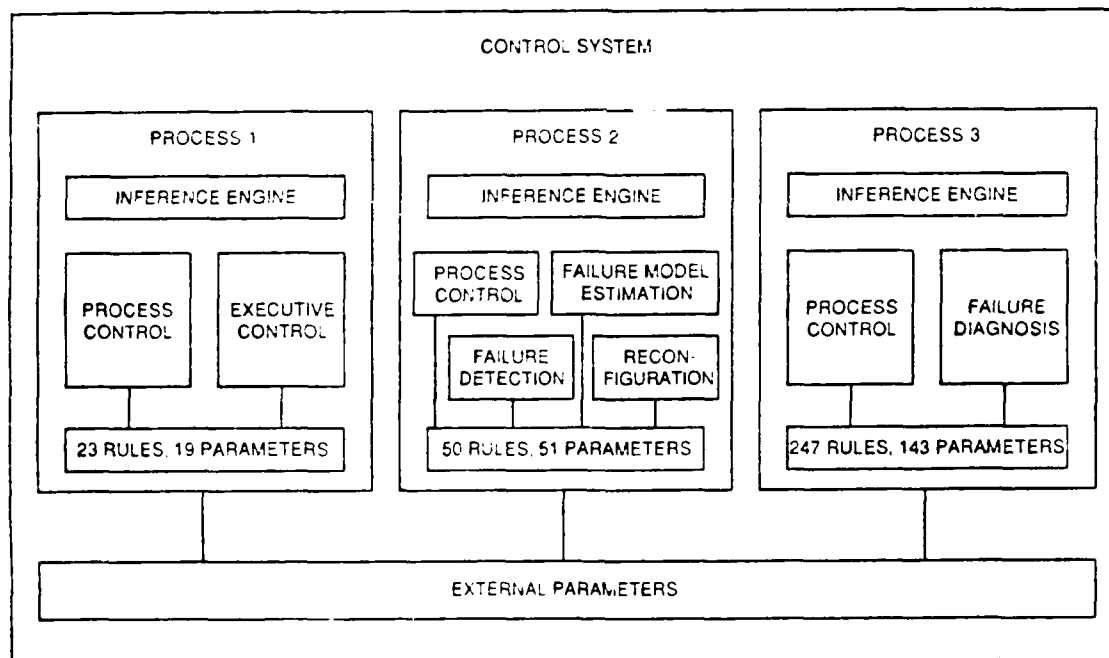 CONTROL SYSTEM
PROCESS 1
INFERENCE ENGINE
PROCESS
CONTROL
EXECUTIVE
CONTROL
23 RULES, 19 PARAMETERS
PROCESS 2
INFERENCE ENGINE
PROCESS
CONTROL
FAILURE MODEL
ESTIMATION
FAILURE
DETECTION
RECON-
FIGURATION
50 RULES, 51 PARAMETERS
PROCESS 3
INFERENCE ENGINE
PROCESS
CONTROL
FAILURE
DIAGNOSIS
247 RULES, 143 PARAMETERS
EXTERNAL PARAMETERS